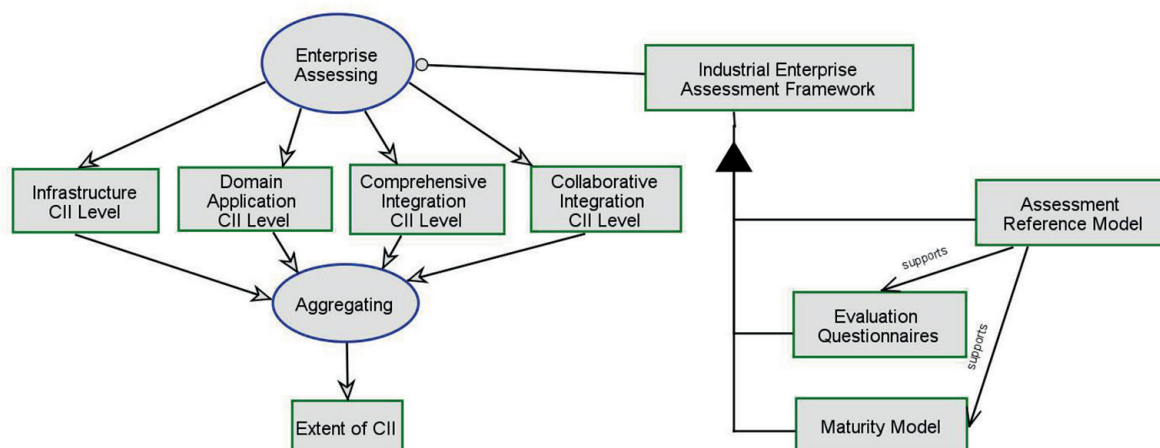 Enterprise
Assessing
Industrial Enterprise
Assessment Framework
Infrastructure
CII Level
Domain
Application
CII Level
Comprehensive
Integration
CII Level
Collaborative
Integration
CII Level
Assessment
Reference Model
supports
Aggregating
Evaluation
Questionnaires
supports
Extent of CII
Maturity Model